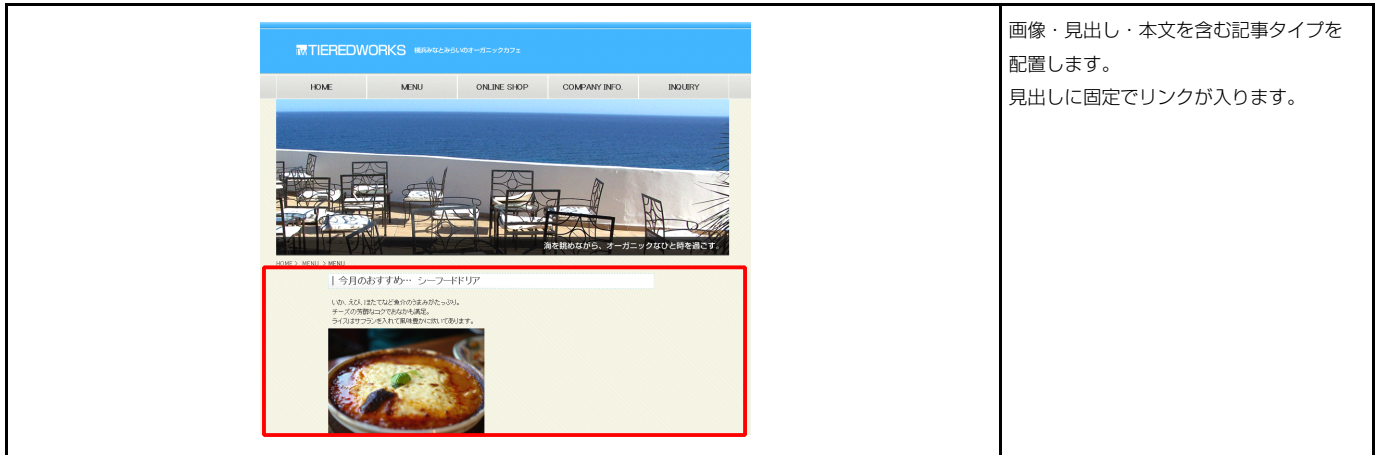 TIEREDWORKS 横浜みなとみらいのオーガニックカフェ
HOME MENU ONLINE SHOP COMPANY INFO. INQUIRY
海を眺めながら、オーガニックなひと時を過ごす。
HOME > MENU > MENU
今月のおすすめ… シーフードドリア
いか、えび、ほたてなど魚介のうまみがたっぷり。
チーズの芳醇なコクでおなかも満足。
ライスはサフランを入れて風味豊かに炊いてあります。
画像・見出し・本文を含む記事タイプを
配置します。
見出しに固定でリンクが入ります。